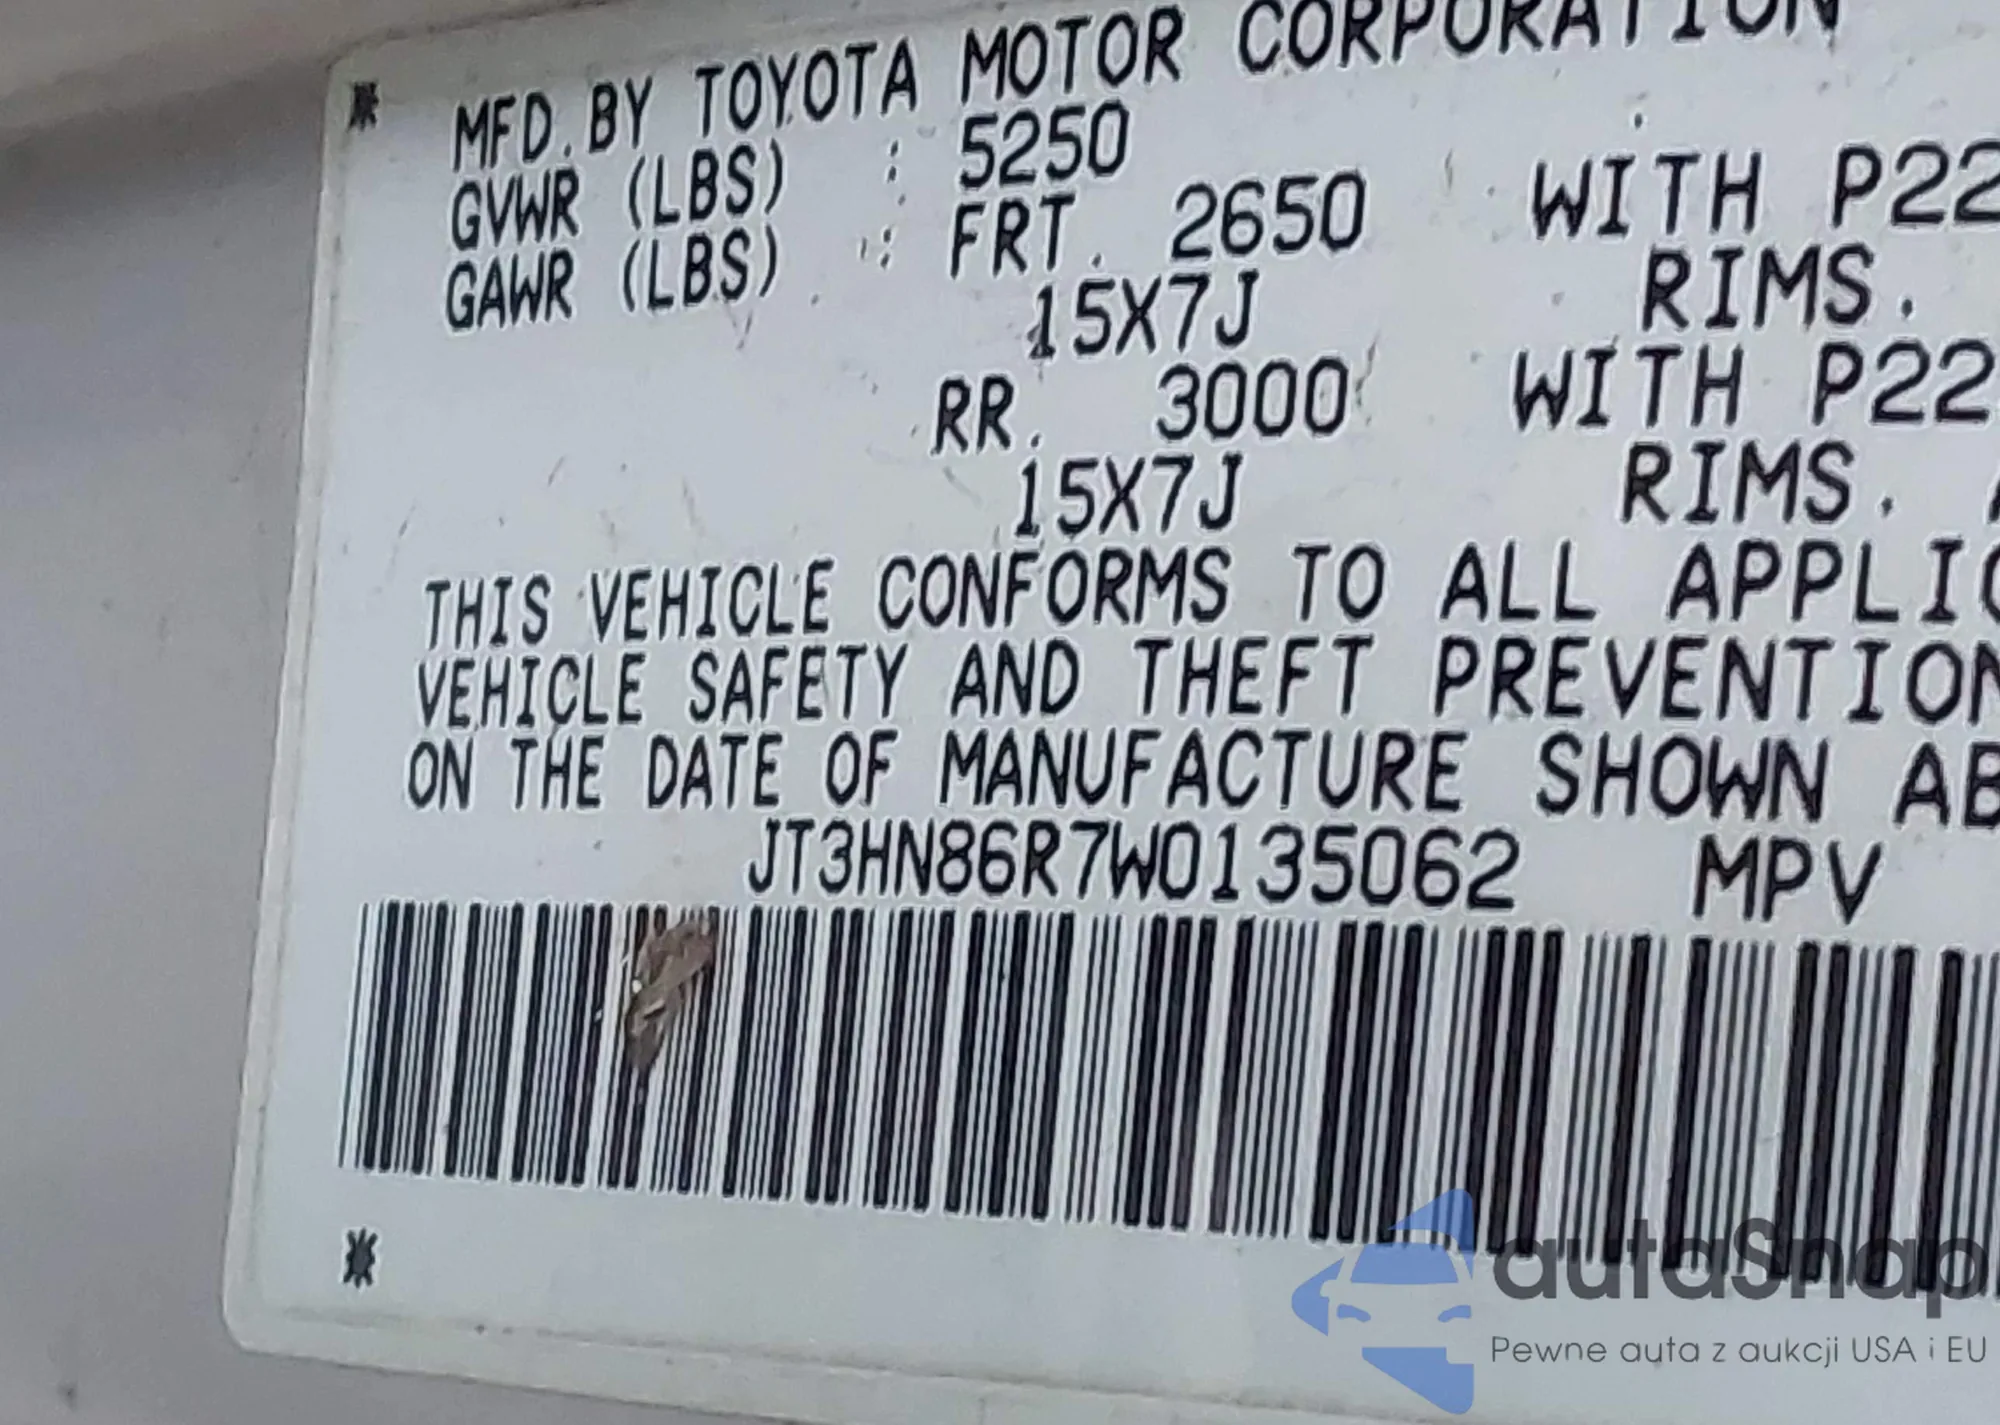 MFD. BY TOYOTA MOTOR CORPORATION
GVWR (LBS) : 5250
GAWR (LBS) : FRT. 2650 WITH P22
15X7J RIMS.
RR. 3000 WITH P22
15X7J RIMS.
THIS VEHICLE CONFORMS TO ALL APPLIC
VEHICLE SAFETY AND THEFT PREVENTION
ON THE DATE OF MANUFACTURE SHOWN AB
JT3HN86R7W0135062 MPV
autaSnap
Pewne auta z aukcji USA i EU